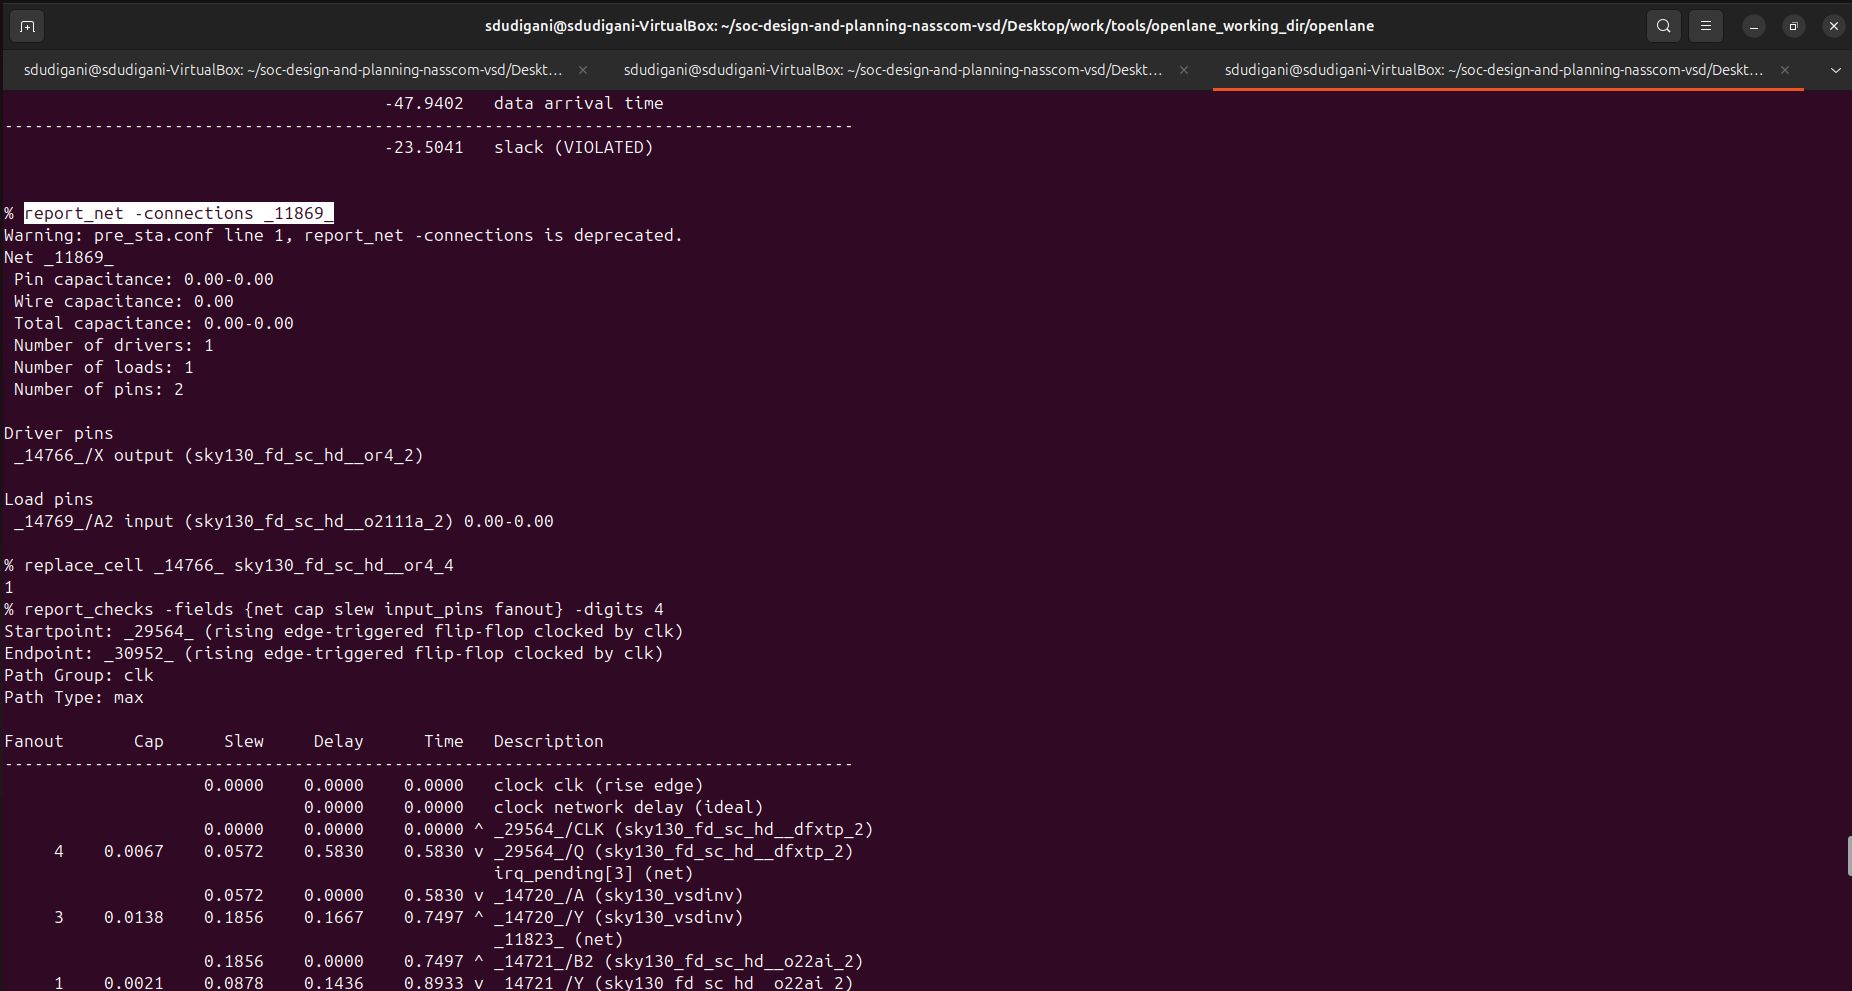 sdudigani@sdudigani-VirtualBox: ~/soc-design-and-planning-nasscom-vsd/Desktop/work/tools/openlane_working_dir/openlane
sdudigani@sdudigani-VirtualBox: ~/soc-design-and-planning-nasscom-vsd/Deskt... sdudigani@sdudigani-VirtualBox: ~/soc-design-and-planning-nasscom-vsd/Deskt... sdudigani@sdudigani-VirtualBox: ~/soc-design-and-planning-nasscom-vsd/Deskt...
                                      -47.9402   data arrival time
-------------------------------------------------------------------------------------
                                      -23.5041   slack (VIOLATED)
% report_net -connections _11869_
Warning: pre_sta.conf line 1, report_net -connections is deprecated.
Net _11869_
 Pin capacitance: 0.00-0.00
 Wire capacitance: 0.00
 Total capacitance: 0.00-0.00
 Number of drivers: 1
 Number of loads: 1
 Number of pins: 2
Driver pins
 _14766_/X output (sky130_fd_sc_hd__or4_2)
Load pins
 _14769_/A2 input (sky130_fd_sc_hd__o2111a_2) 0.00-0.00
% replace_cell _14766_ sky130_fd_sc_hd__or4_4
1
% report_checks -fields {net cap slew input_pins fanout} -digits 4
Startpoint: _29564_ (rising edge-triggered flip-flop clocked by clk)
Endpoint: _30952_ (rising edge-triggered flip-flop clocked by clk)
Path Group: clk
Path Type: max
Fanout       Cap      Slew     Delay      Time   Description
-------------------------------------------------------------------------------------
                    0.0000    0.0000    0.0000   clock clk (rise edge)
                              0.0000    0.0000   clock network delay (ideal)
                    0.0000    0.0000    0.0000 ^ _29564_/CLK (sky130_fd_sc_hd__dfxtp_2)
     4    0.0067    0.0572    0.5830    0.5830 v _29564_/Q (sky130_fd_sc_hd__dfxtp_2)
                                                 irq_pending[3] (net)
                    0.0572    0.0000    0.5830 v _14720_/A (sky130_vsdinv)
     3    0.0138    0.1856    0.1667    0.7497 ^ _14720_/Y (sky130_vsdinv)
                                                 _11823_ (net)
                    0.1856    0.0000    0.7497 ^ _14721_/B2 (sky130_fd_sc_hd__o22ai_2)
     1    0.0021    0.0878    0.1436    0.8933 v _14721_/Y (sky130_fd_sc_hd__o22ai_2)